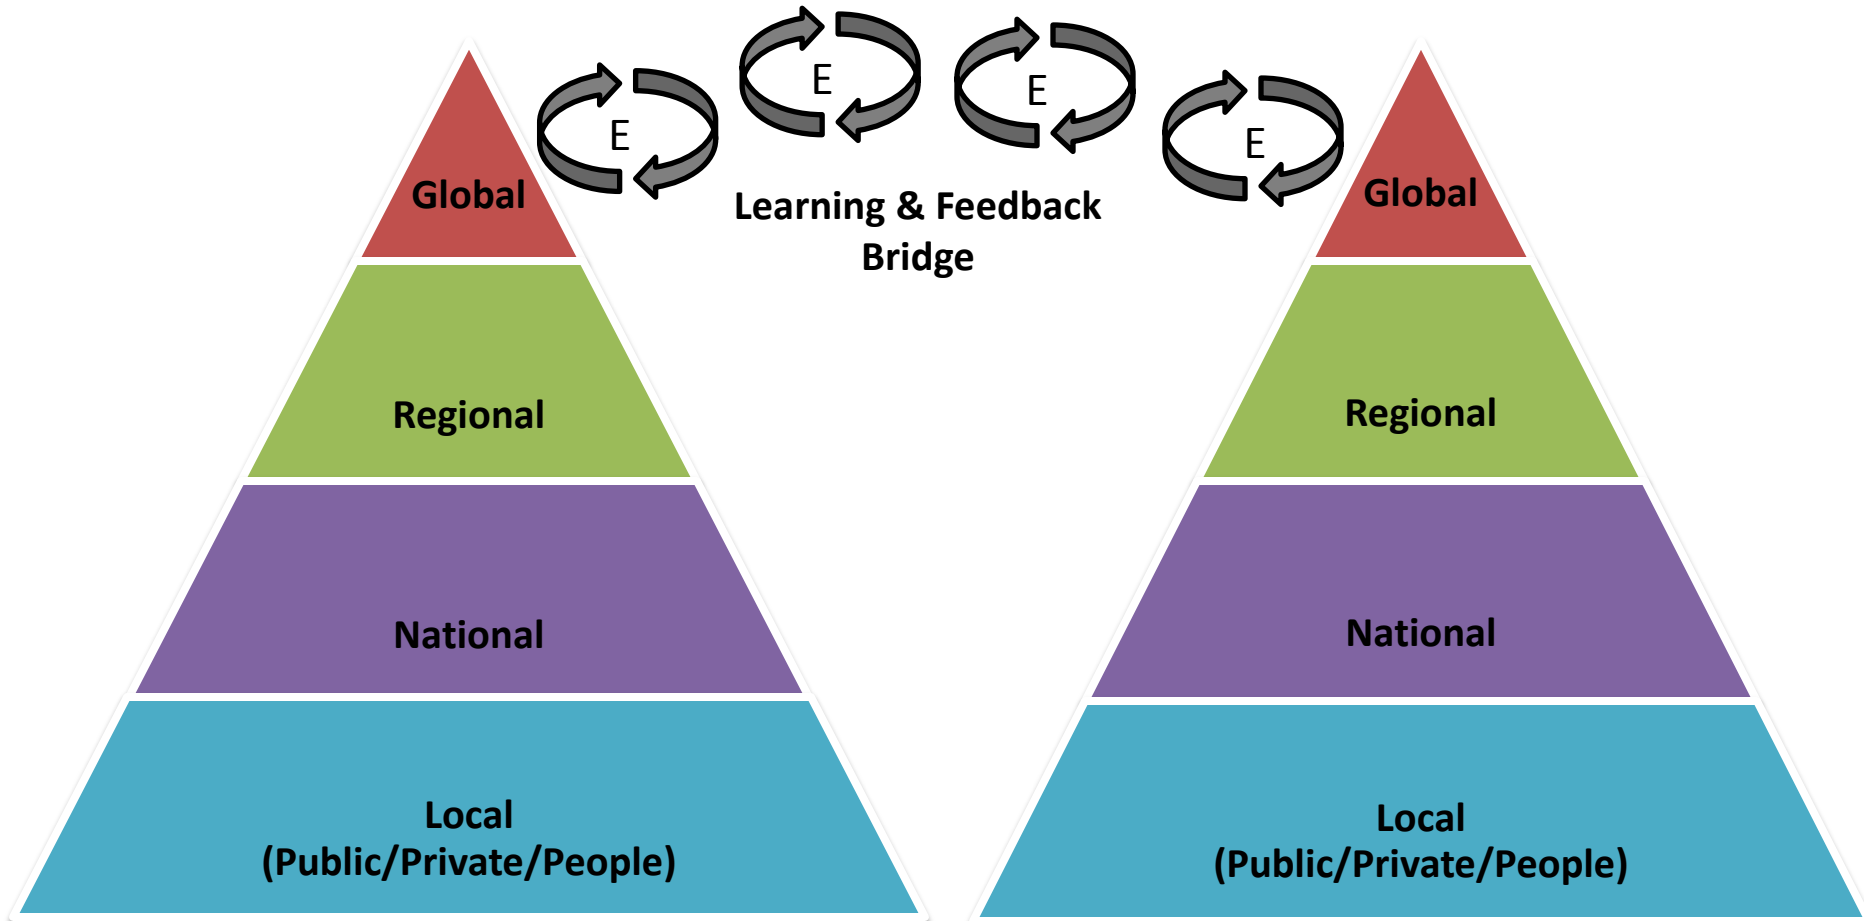 E
E
E
E
Learning & Feedback
Bridge
Global
Regional
National
Local
(Public/Private/People)
Global
Regional
National
Local
(Public/Private/People)